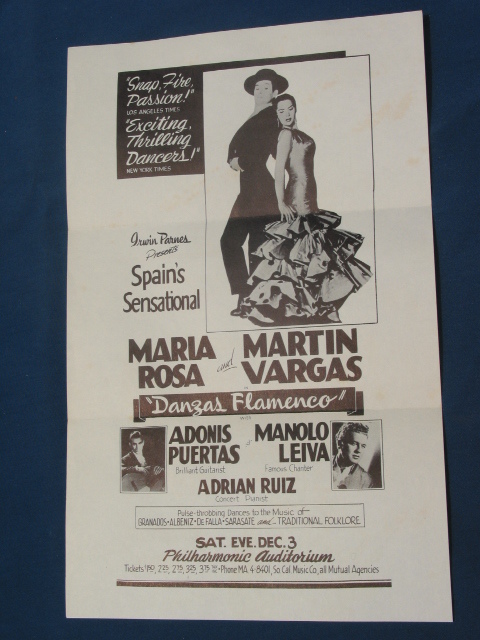 "Snap, Fire,
Passion!"
LOS ANGELES TIMES
"Exciting,
Thrilling
Dancers!"
NEW YORK TIMES
Irwin Parnes
Presents
Spain's
Sensational
MARIA ROSA
and
MARTIN VARGAS
in
"Danzas Flamenco"
with
ADONIS PUERTAS
Brilliant Guitarist
MANOLO LEIVA
Famous Chanter
ADRIAN RUIZ
Concert Pianist
Pulse-throbbing Dances to the Music of
GRANADOS • ALBENIZ • DE FALLA • SARASATE and TRADITIONAL FOLKLORE
SAT. EVE. DEC. 3
Philharmonic Auditorium
Tickets • Phone MA. 4-8401, So. Cal Music Co., all Mutual Agencies